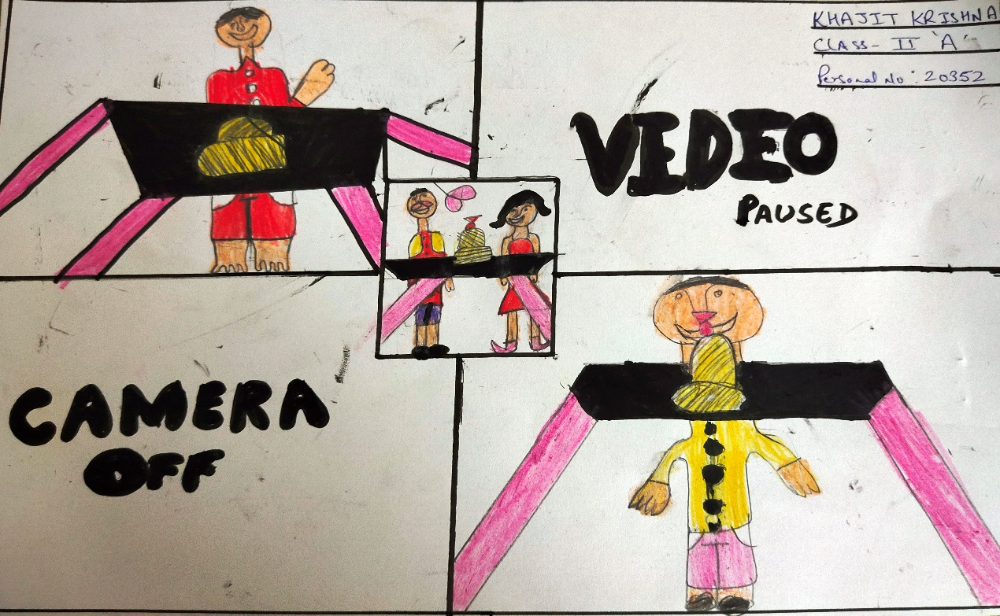 KHAJIT KRISHNA
CLASS- II 'A'
Personal No: 20352
VIDEO
PAUSED
CAMERA
OFF